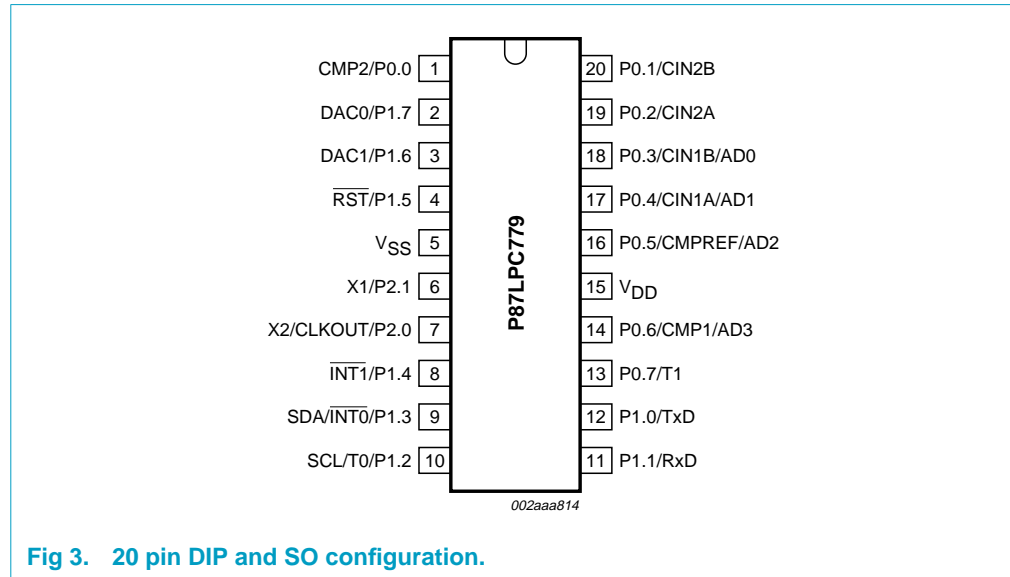 CMP2/P0.0 1
DAC0/P1.7 2
DAC1/P1.6 3
R̅S̅T̅/P1.5 4
VSS 5
X1/P2.1 6
X2/CLKOUT/P2.0 7
I̅N̅T̅1̅/P1.4 8
SDA/I̅N̅T̅0̅/P1.3 9
SCL/T0/P1.2 10
P87LPC779
20 P0.1/CIN2B
19 P0.2/CIN2A
18 P0.3/CIN1B/AD0
17 P0.4/CIN1A/AD1
16 P0.5/CMPREF/AD2
15 VDD
14 P0.6/CMP1/AD3
13 P0.7/T1
12 P1.0/TxD
11 P1.1/RxD
002aaa814
Fig 3. 20 pin DIP and SO configuration.